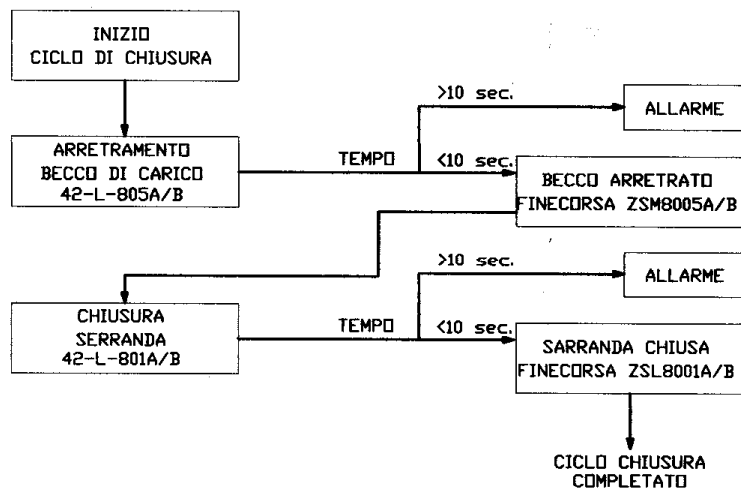 INIZIO
CICLO DI CHIUSURA
>10 sec.
ALLARME
ARRETRAMENTO
BECCO DI CARICO
42-L-805A/B
TEMPO
<10 sec.
BECCO ARRETRATO
FINECORSA ZSM8005A/B
>10 sec.
ALLARME
CHIUSURA
SERRANDA
42-L-801A/B
TEMPO
<10 sec.
SARRANDA CHIUSA
FINECORSA ZSL8001A/B
CICLO CHIUSURA
COMPLETATO